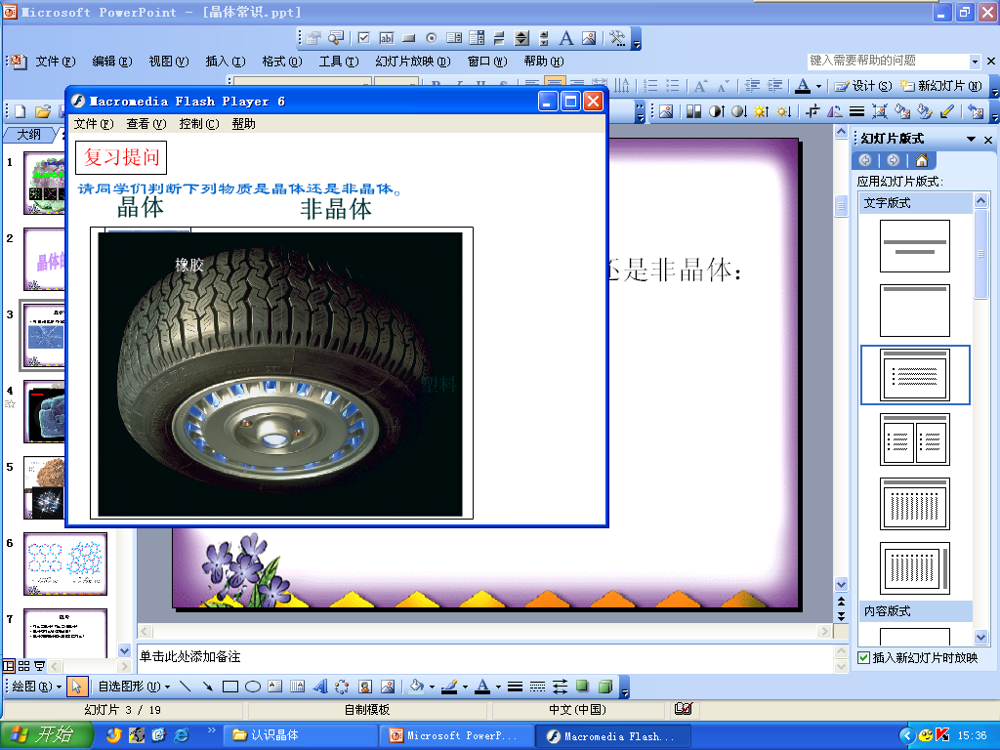 Microsoft PowerPoint - [晶体常识.ppt]
文件(F) 编辑(E) 视图(V) 插入(I) 格式(O) 工具(T) 幻灯片放映(D) 窗口(W) 帮助(H)
键入需要帮助的问题
设计(S) 新幻灯片(N)
大纲
Macromedia Flash Player 6
文件(F) 查看(V) 控制(C) 帮助
复习提问
请同学们判断下列物质是晶体还是非晶体。
晶体 非晶体
橡胶
塑料
还是非晶体：
幻灯片版式
应用幻灯片版式:
文字版式
内容版式
插入新幻灯片时放映
1
2
3
4
5
6
7
单击此处添加备注
绘图(R) 自选图形(U)
幻灯片 3 / 19 自制模板 中文(中国)
开始 认识晶体 Microsoft PowerP... Macromedia Flash... 15:36